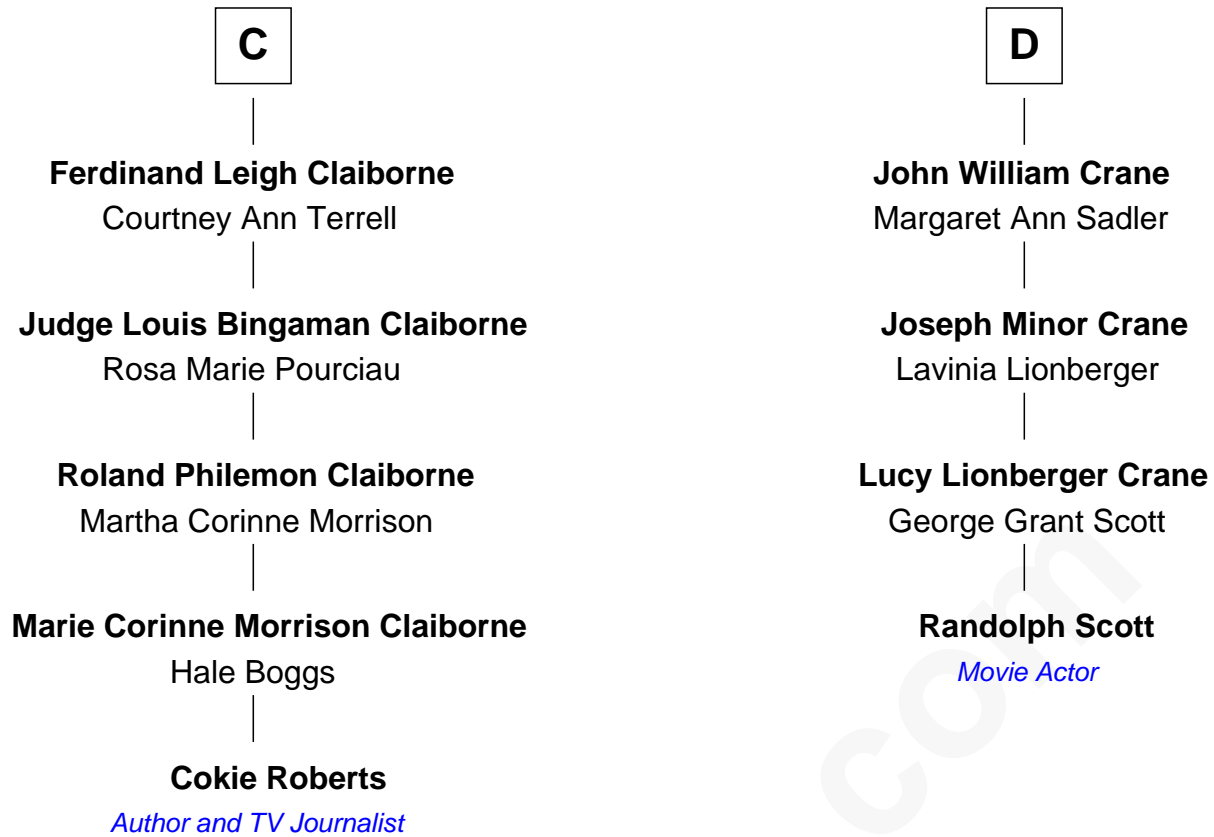 C
Ferdinand Leigh Claiborne
Courtney Ann Terrell
Judge Louis Bingaman Claiborne
Rosa Marie Pourciau
Roland Philemon Claiborne
Martha Corinne Morrison
Marie Corinne Morrison Claiborne
Hale Boggs
Cokie Roberts
Author and TV Journalist
D
John William Crane
Margaret Ann Sadler
Joseph Minor Crane
Lavinia Lionberger
Lucy Lionberger Crane
George Grant Scott
Randolph Scott
Movie Actor
com